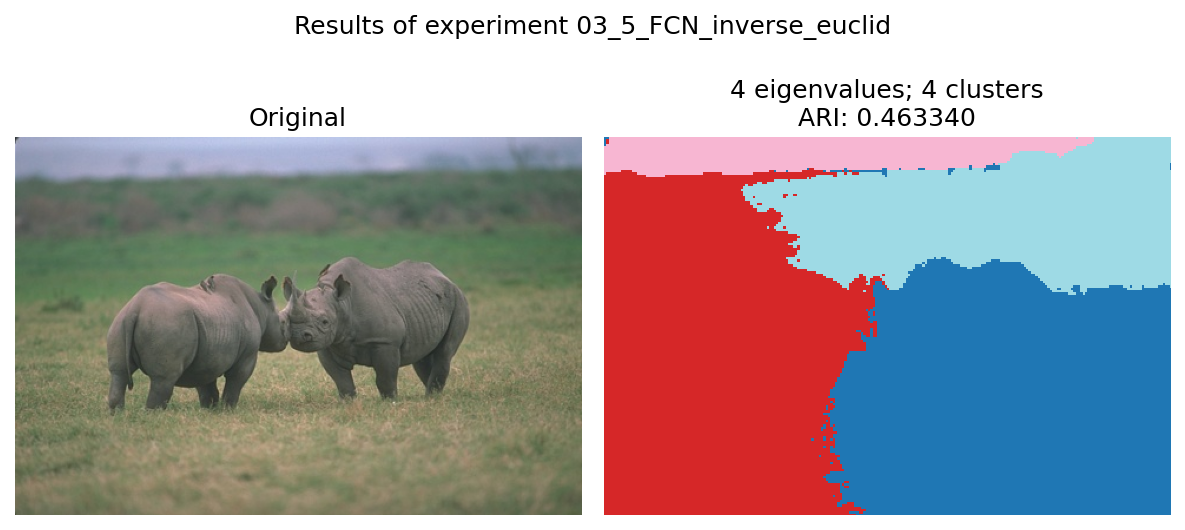 Results of experiment 03_5_FCN_inverse_euclid
Original
4 eigenvalues; 4 clusters
ARI: 0.463340